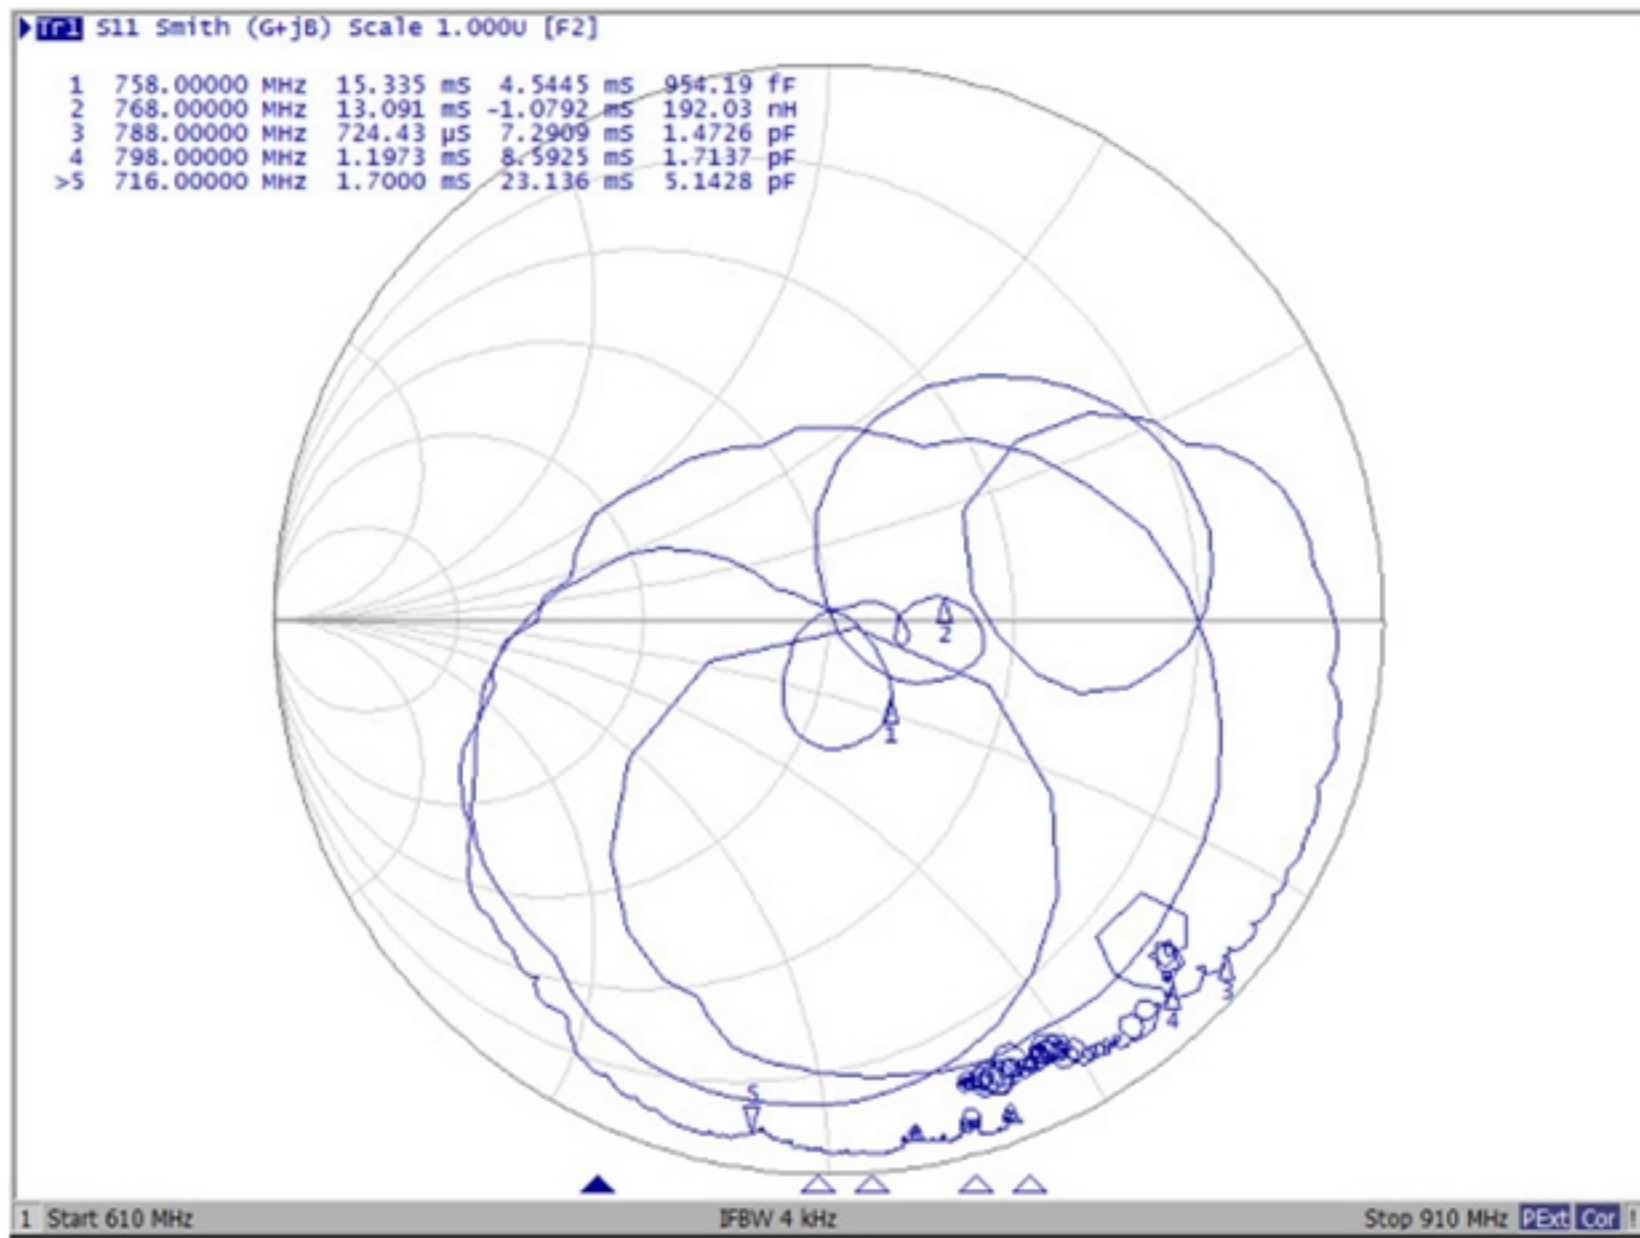 Tr1 S11 Smith (G+jB) Scale 1.000U [F2]
1 758.00000 MHz 15.335 mS 4.5445 mS 954.19 fF
2 768.00000 MHz 13.091 mS -1.0792 mS 192.03 nH
3 788.00000 MHz 724.43 µS 7.2909 mS 1.4726 pF
4 798.00000 MHz 1.1973 mS 8.5925 mS 1.7137 pF
>5 716.00000 MHz 1.7000 mS 23.136 mS 5.1428 pF
2
1
3
4
5
1 Start 610 MHz IFBW 4 kHz Stop 910 MHz PExt Cor !